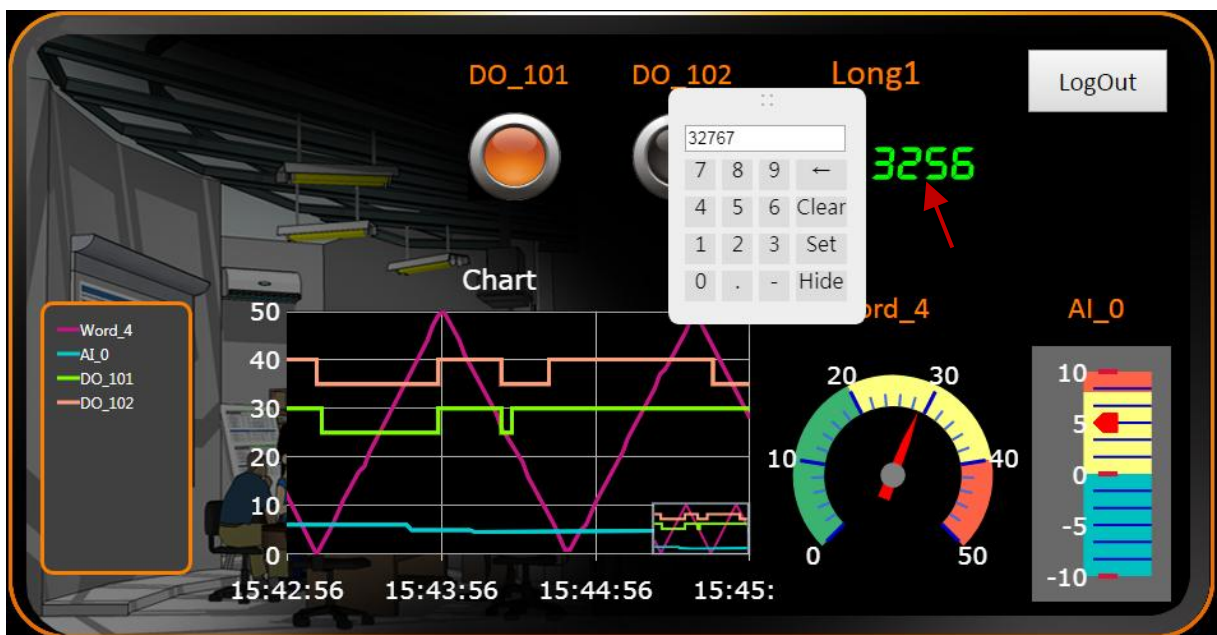 DO_101
DO_102
Long1
LogOut
32767
7 8 9 ←
4 5 6 Clear
1 2 3 Set
0 . - Hide
3256
Chart
Word_4
AI_0
DO_101
DO_102
50
40
30
20
10
0
15:42:56
15:43:56
15:44:56
15:45:
ord_4
0
10
20
30
40
50
AI_0
10
5
0
-5
-10